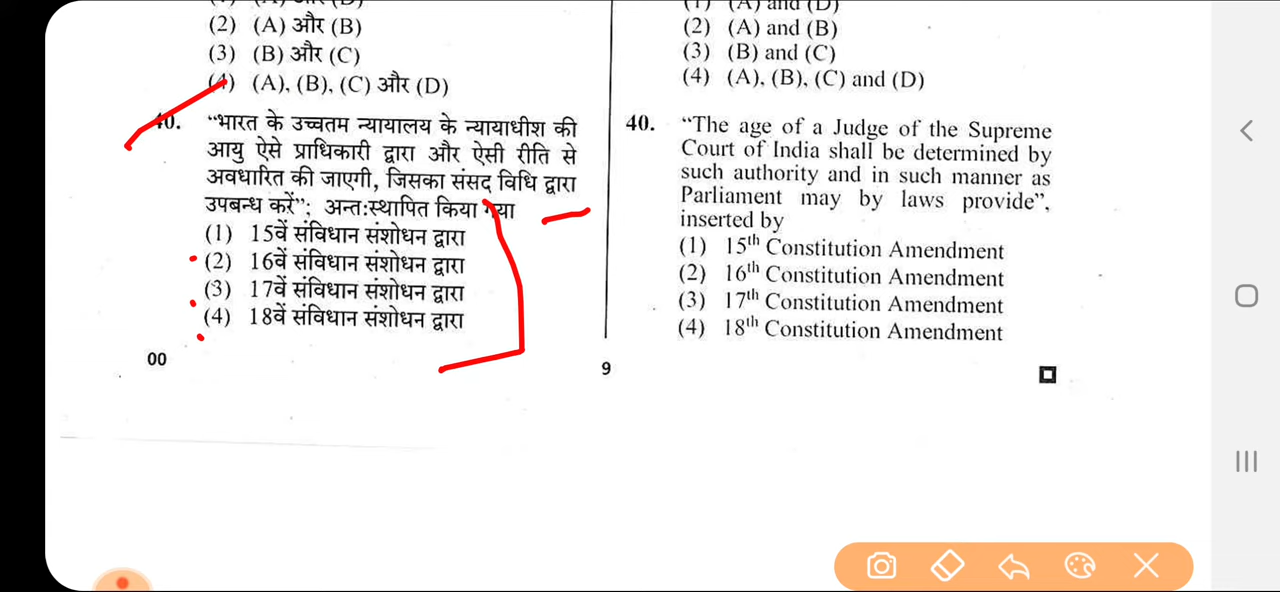 (2) (A) और (B)
(3) (B) और (C)
(4) (A), (B), (C) और (D)
40. “भारत के उच्चतम न्यायालय के न्यायाधीश की
आयु ऐसे प्राधिकारी द्वारा और ऐसी रीति से
अवधारित की जाएगी, जिसका संसद विधि द्वारा
उपबन्ध करें”; अन्त:स्थापित किया गया
(1) 15वें संविधान संशोधन द्वारा
(2) 16वें संविधान संशोधन द्वारा
(3) 17वें संविधान संशोधन द्वारा
(4) 18वें संविधान संशोधन द्वारा
00
(1) (A) and (D)
(2) (A) and (B)
(3) (B) and (C)
(4) (A), (B), (C) and (D)
40. “The age of a Judge of the Supreme
Court of India shall be determined by
such authority and in such manner as
Parliament may by laws provide”,
inserted by
(1) 15th Constitution Amendment
(2) 16th Constitution Amendment
(3) 17th Constitution Amendment
(4) 18th Constitution Amendment
9